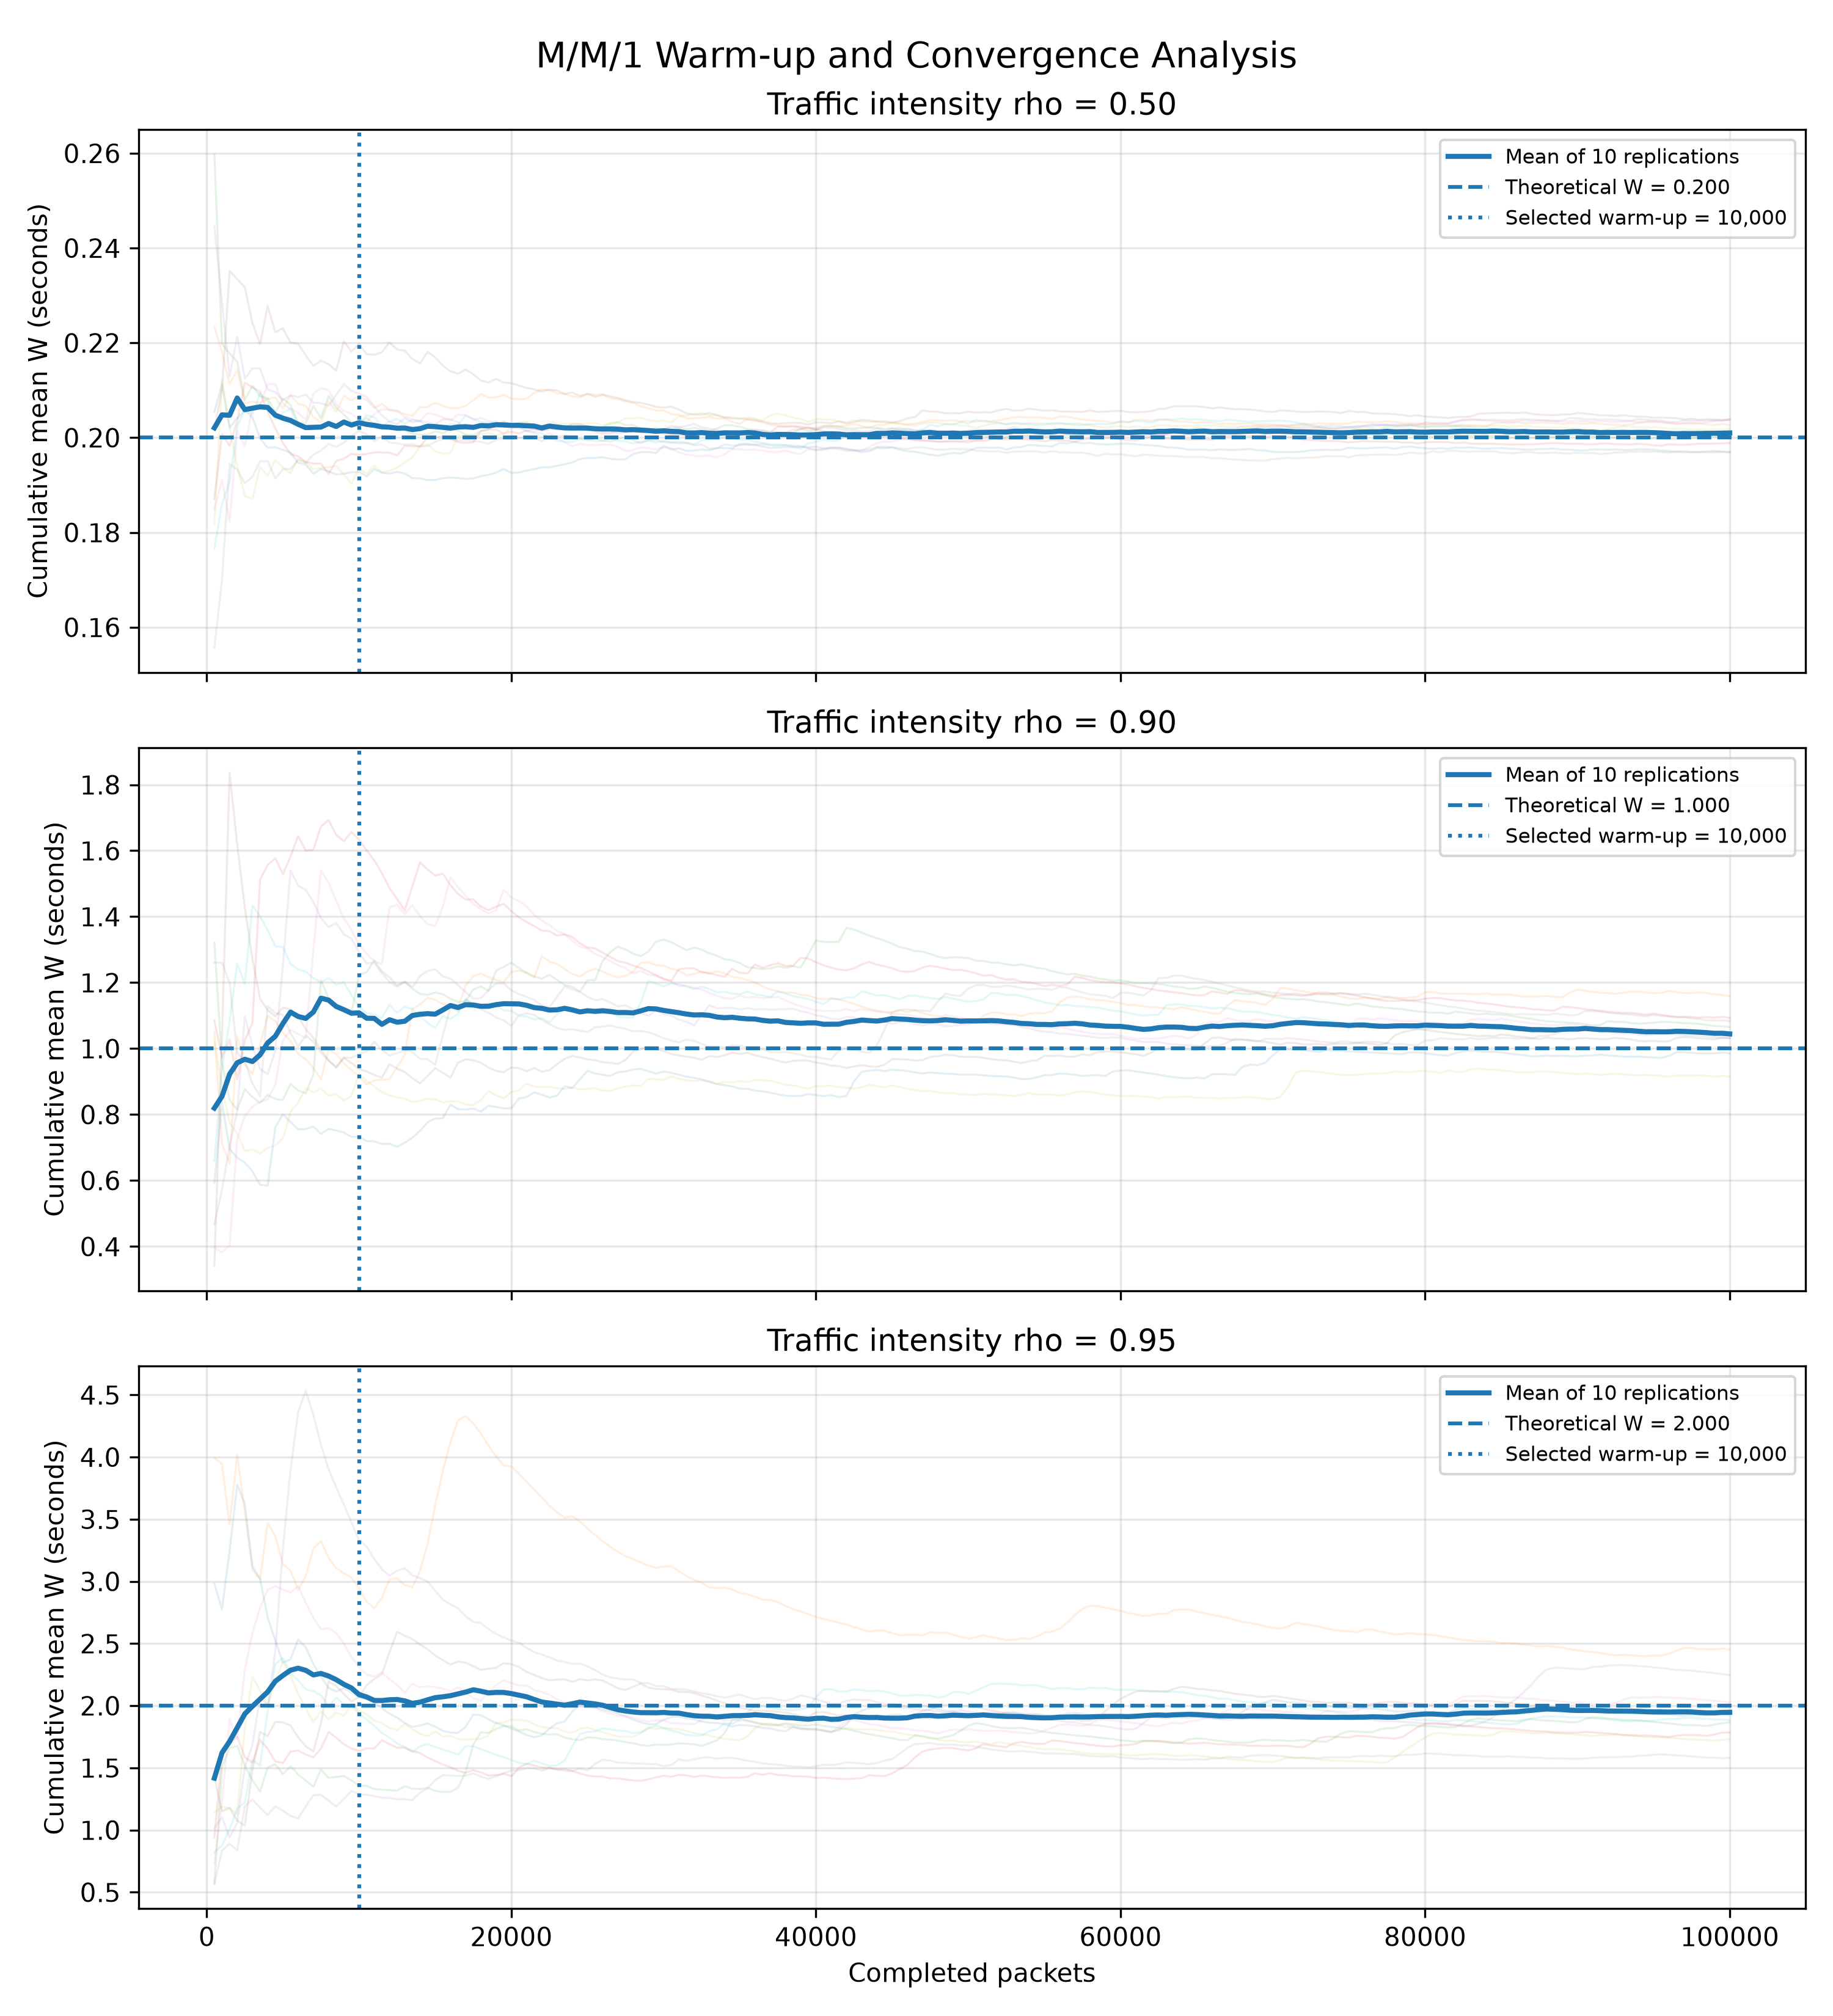 M/M/1 Warm-up and Convergence Analysis
Traffic intensity rho = 0.50
Cumulative mean W (seconds)
0.26
0.24
0.22
0.20
0.18
0.16
Mean of 10 replications
Theoretical W = 0.200
Selected warm-up = 10,000
Traffic intensity rho = 0.90
Cumulative mean W (seconds)
1.8
1.6
1.4
1.2
1.0
0.8
0.6
0.4
Mean of 10 replications
Theoretical W = 1.000
Selected warm-up = 10,000
Traffic intensity rho = 0.95
Cumulative mean W (seconds)
4.5
4.0
3.5
3.0
2.5
2.0
1.5
1.0
0.5
Mean of 10 replications
Theoretical W = 2.000
Selected warm-up = 10,000
0 20000 40000 60000 80000 100000
Completed packets